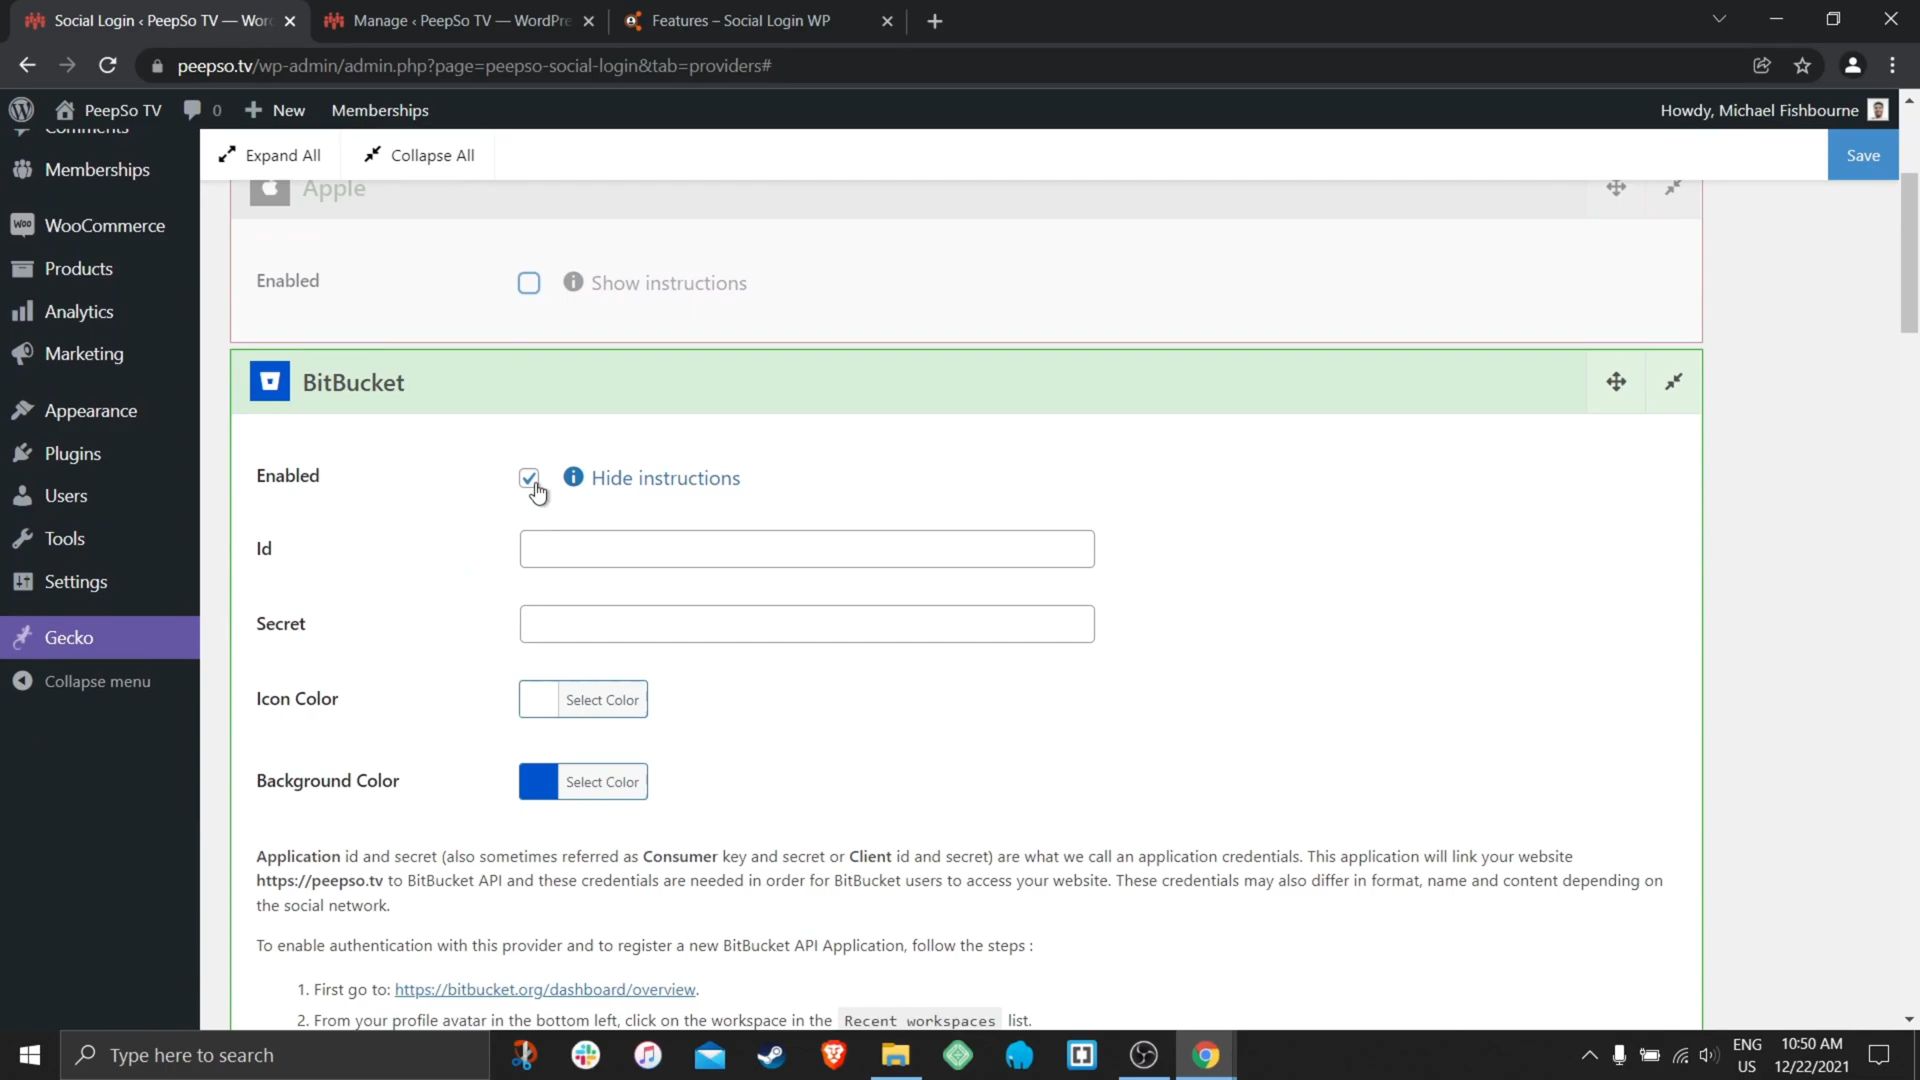 Social Login ‹ PeepSo TV — Wor
Manage ‹ PeepSo TV — WordPre
Features – Social Login WP
peepso.tv/wp-admin/admin.php?page=peepso-social-login&tab=providers#
PeepSo TV
0
New
Memberships
Howdy, Michael Fishbourne
Comments
Memberships
WooCommerce
Products
Analytics
Marketing
Appearance
Plugins
Users
Tools
Settings
Gecko
Collapse menu
Expand All
Collapse All
Save
Apple
Enabled
Show instructions
BitBucket
Enabled
Hide instructions
Id
Secret
Icon Color
Select Color
Background Color
Select Color
Application id and secret (also sometimes referred as Consumer key and secret or Client id and secret) are what we call an application credentials. This application will link your website
https://peepso.tv to BitBucket API and these credentials are needed in order for BitBucket users to access your website. These credentials may also differ in format, name and content depending on
the social network.
To enable authentication with this provider and to register a new BitBucket API Application, follow the steps :
1. First go to: https://bitbucket.org/dashboard/overview.
2. From your profile avatar in the bottom left, click on the workspace in the Recent workspaces list.
Type here to search
ENG
US
10:50 AM
12/22/2021